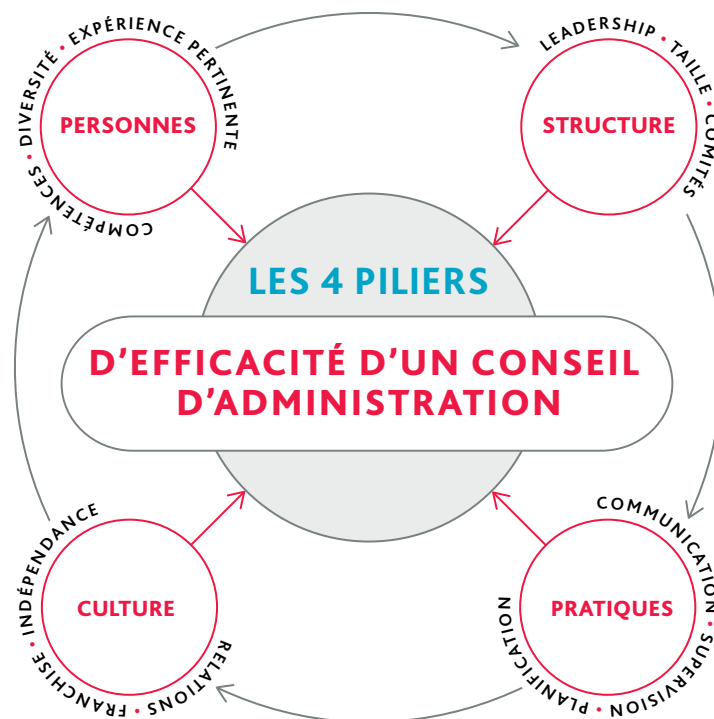 COMPÉTENCES • DIVERSITÉ • EXPÉRIENCE PERTINENTE
PERSONNES
LEADERSHIP • TAILLE • COMITÉS
STRUCTURE
LES 4 PILIERS
D'EFFICACITÉ D'UN CONSEIL
D'ADMINISTRATION
RELATIONS • FRANCHISE • INDÉPENDANCE
CULTURE
COMMUNICATION • SUPERVISION • PLANIFICATION
PRATIQUES